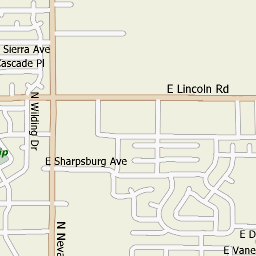 Sierra Ave
Cascade Pl
E Lincoln Rd
N Wilding Dr
E Sharpsburg Ave
N Neva
E D
E Vane